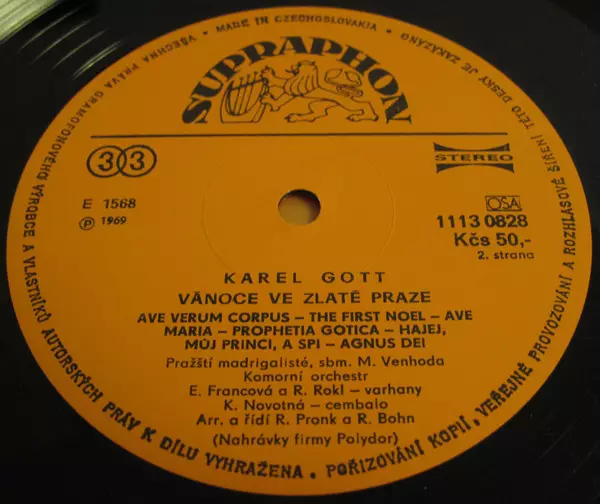 • MADE IN CZECHOSLOVAKIA • VŠECHNA PRÁVA GRAMOFONOVÉHO VÝROBCE A VLASTNÍKŮ AUTORSKÝCH PRÁV K DÍLU VYHRAŽENA. POŘIZOVÁNÍ KOPIÍ, VEŘEJNÉ PROVOZOVÁNÍ A ROZHLASOVÉ ŠÍŘENÍ TÉTO DESKY JE ZAKÁZÁNO
SUPRAPHON
33
STEREO
E 1568
OSA
Ⓟ 1969
1113 0828
Kčs 50,-
2. strana
KAREL GOTT
VÁNOCE VE ZLATÉ PRAZE
AVE VERUM CORPUS – THE FIRST NOEL – AVE
MARIA – PROPHETIA GOTICA – HAJEJ,
MŮJ PRINCI, A SPI – AGNUS DEI
Pražští madrigalisté, sbm. M. Venhoda
Komorní orchestr
E. Francová a R. Rokl – varhany
K. Novotná – cembalo
Arr. a řídí R. Pronk a R. Bohn
(Nahrávky firmy Polydor)